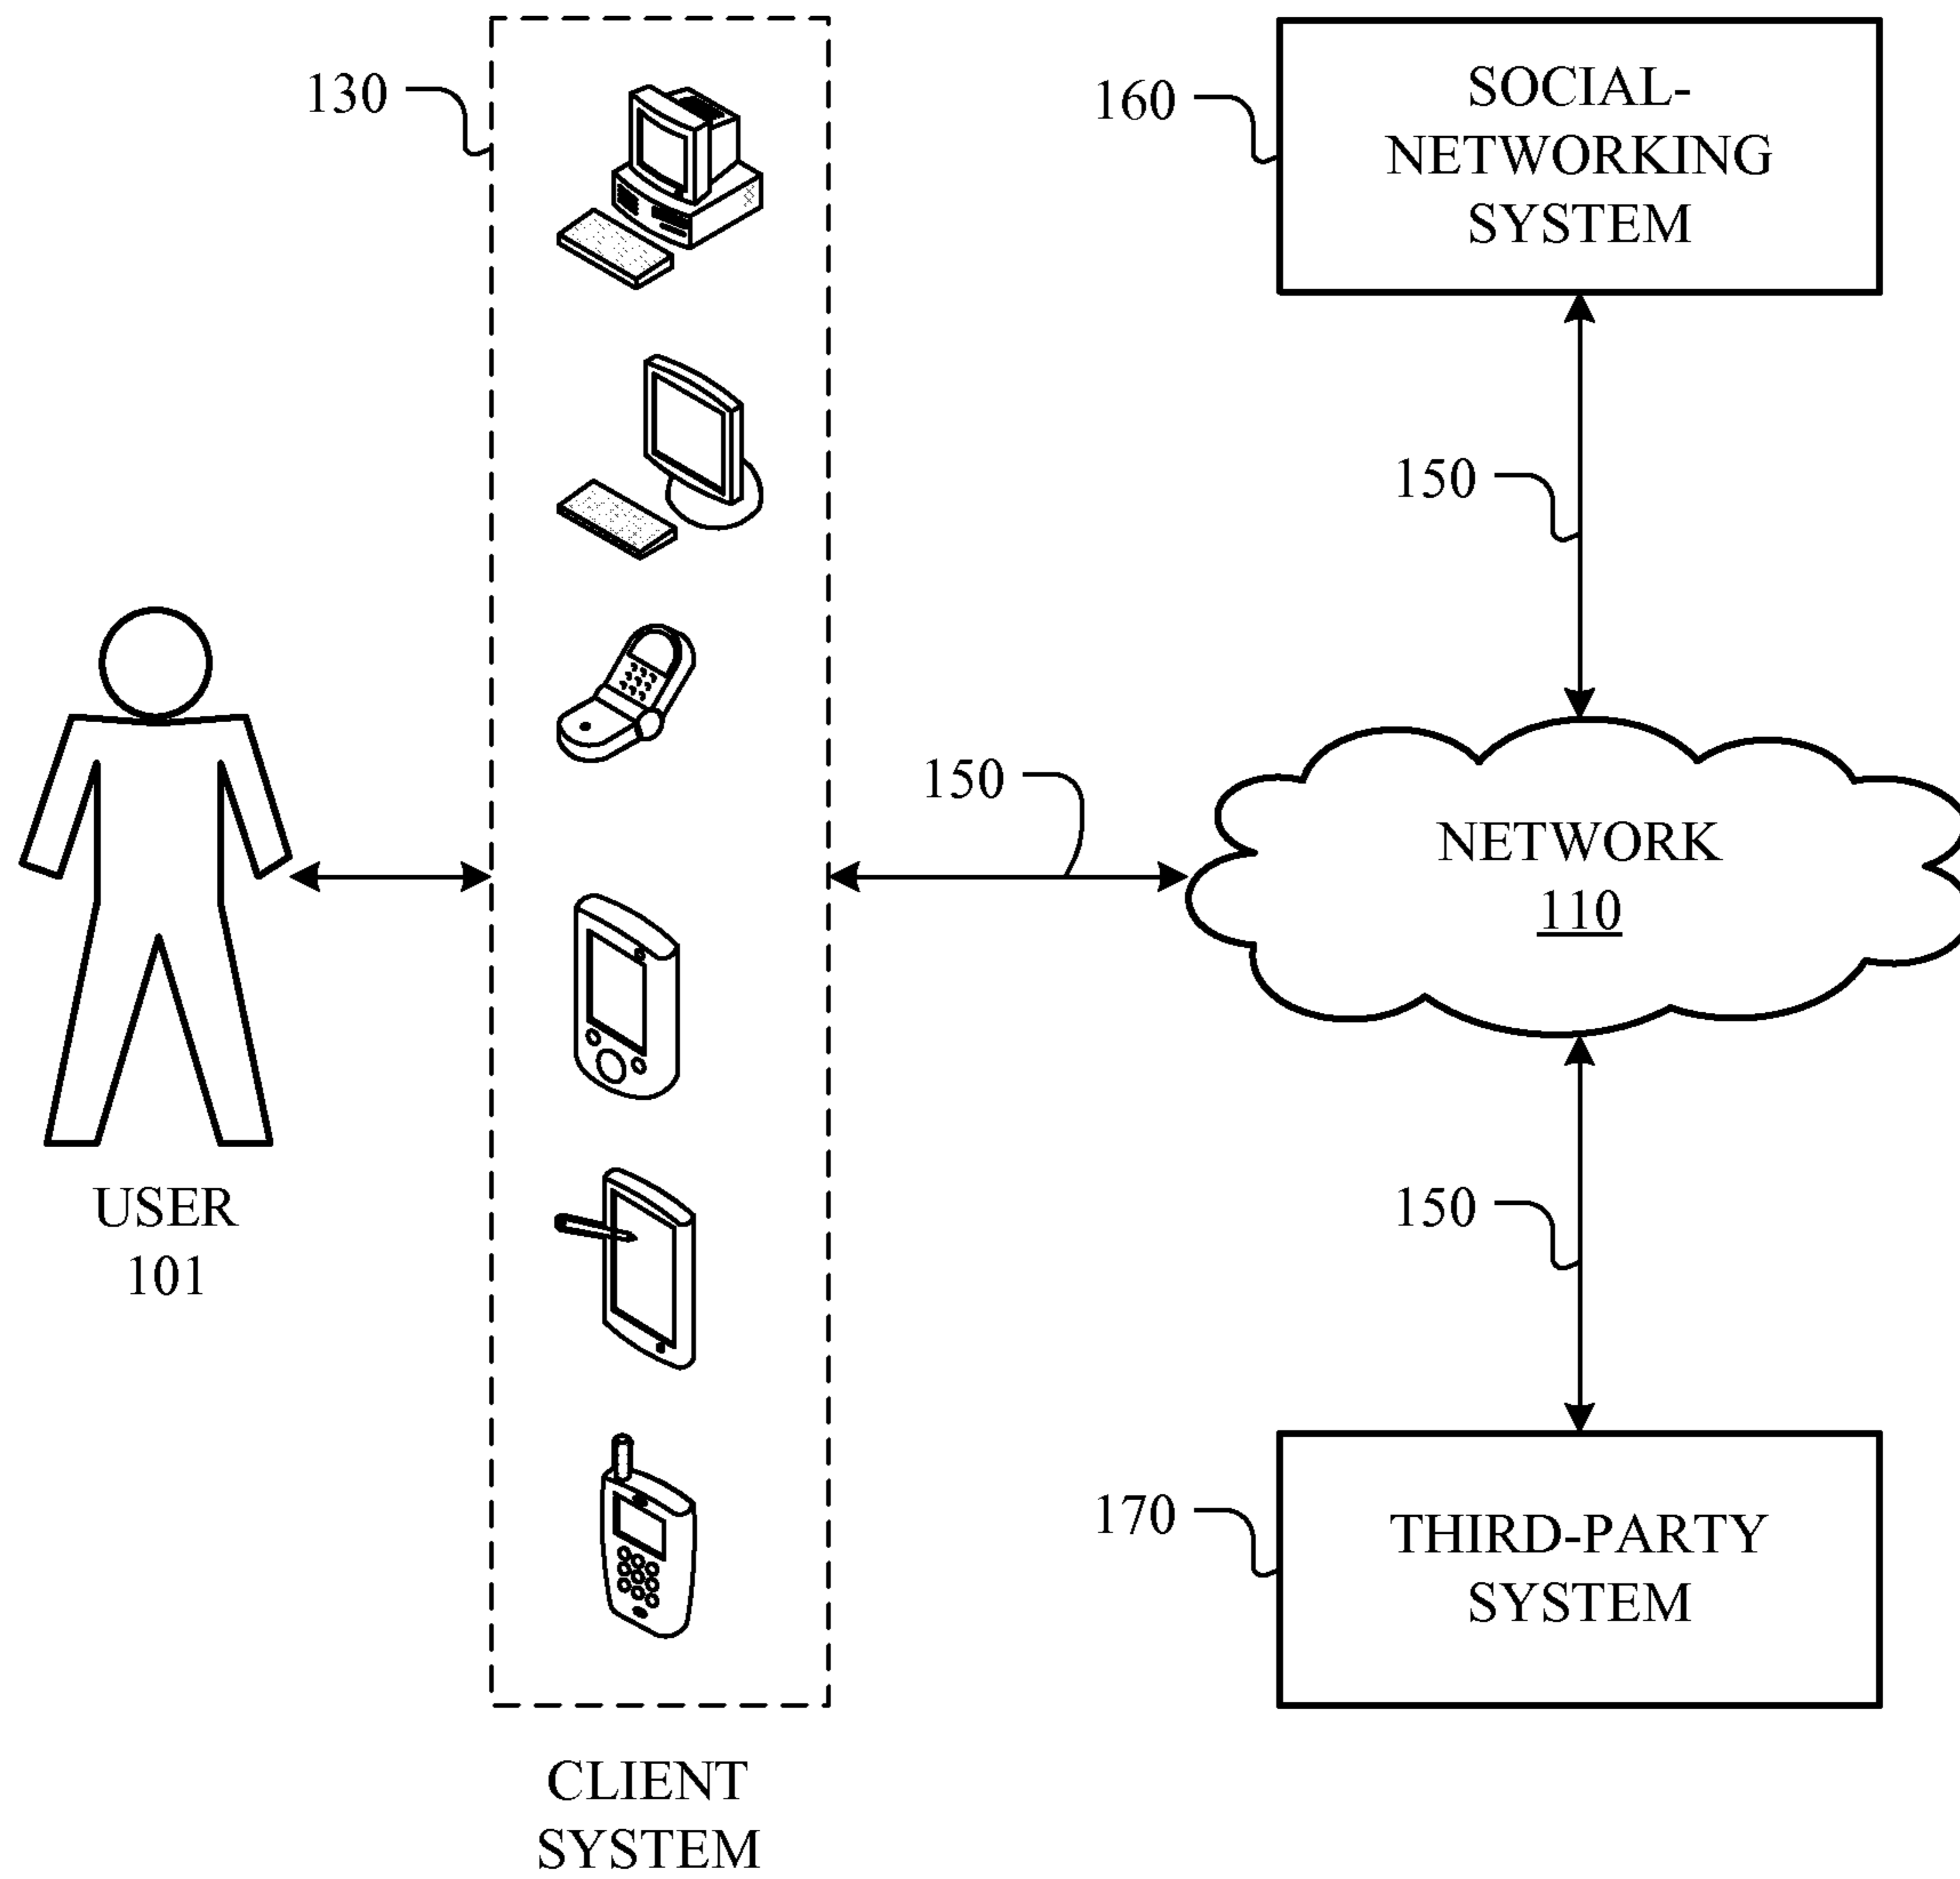 130
160
SOCIAL-
NETWORKING
SYSTEM
150
150
NETWORK
110
USER
101
150
170
THIRD-PARTY
SYSTEM
CLIENT
SYSTEM